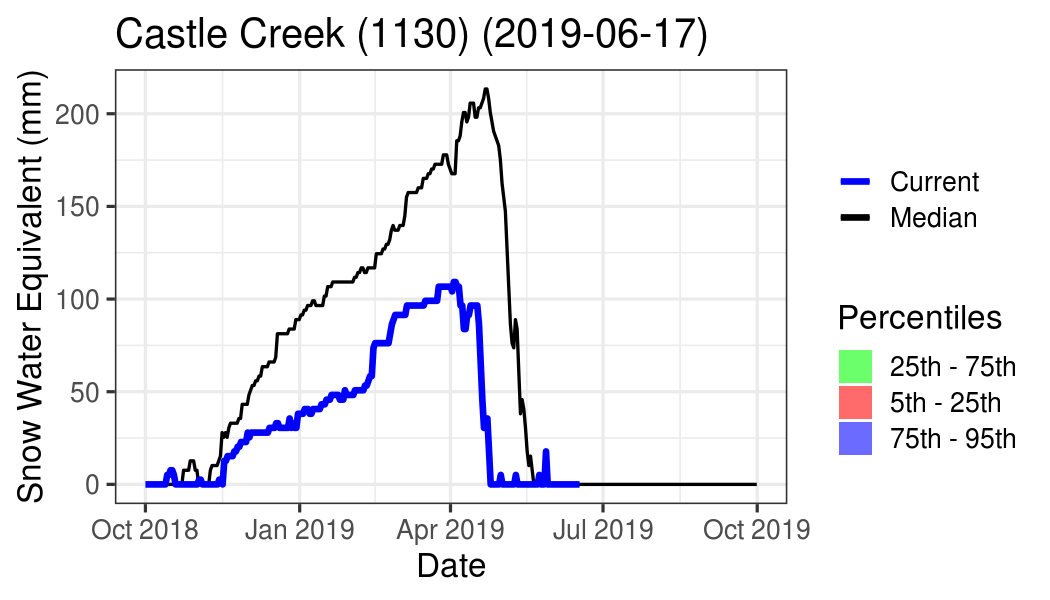 Castle Creek (1130) (2019-06-17)
Snow Water Equivalent (mm)
200
150
100
50
0
Oct 2018
Jan 2019
Apr 2019
Jul 2019
Oct 2019
Date
Current
Median
Percentiles
25th - 75th
5th - 25th
75th - 95th